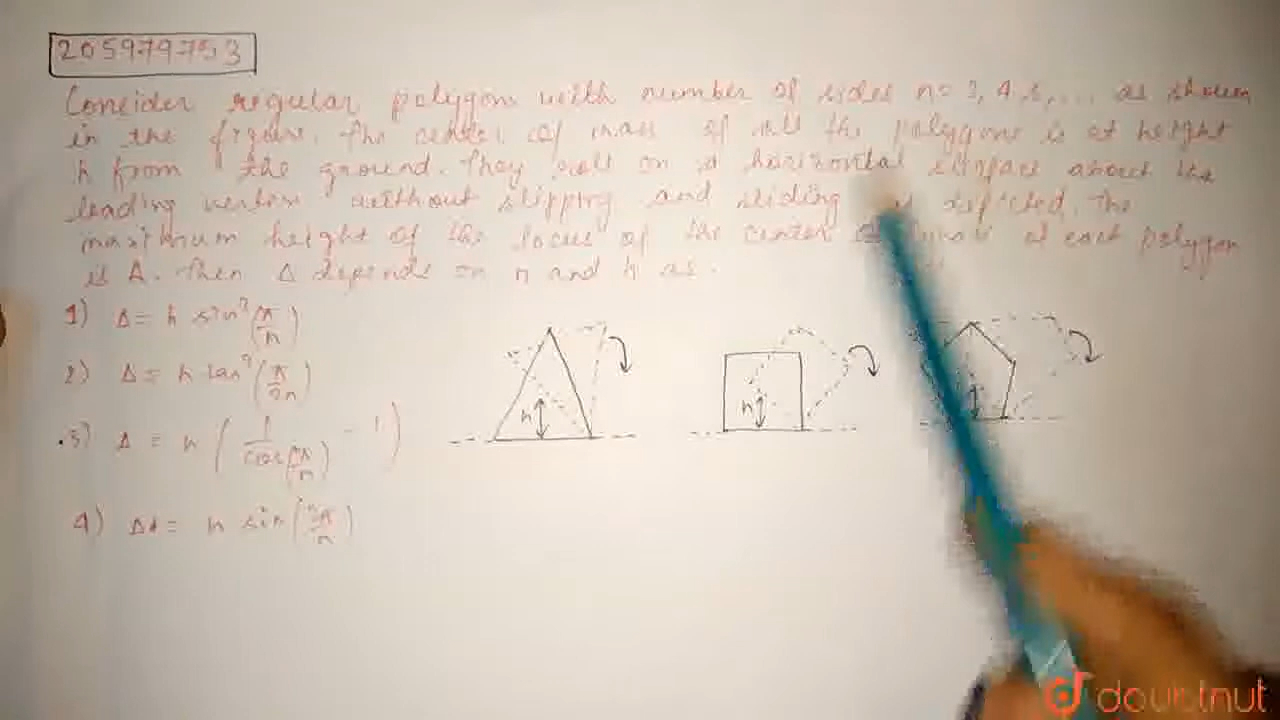 205979753
Consider regular polygons with number of sides n = 3, 4, 5, ... as shown
in the figure. The center of mass of all the polygons is at height
h from the ground. They roll on a horizontal surface about the
leading vertex without slipping and sliding as depicted. The
maximum height of the locus of the center of mass of each polygon
is Δ. Then Δ depends on n and h as.
1) Δ = h sin²(π/n)
2) Δ = h tan²(π/2n)
3) Δ = h (1/cos(π/n) - 1)
4) Δ = h sin(2π/n)
h
h
doubtnut